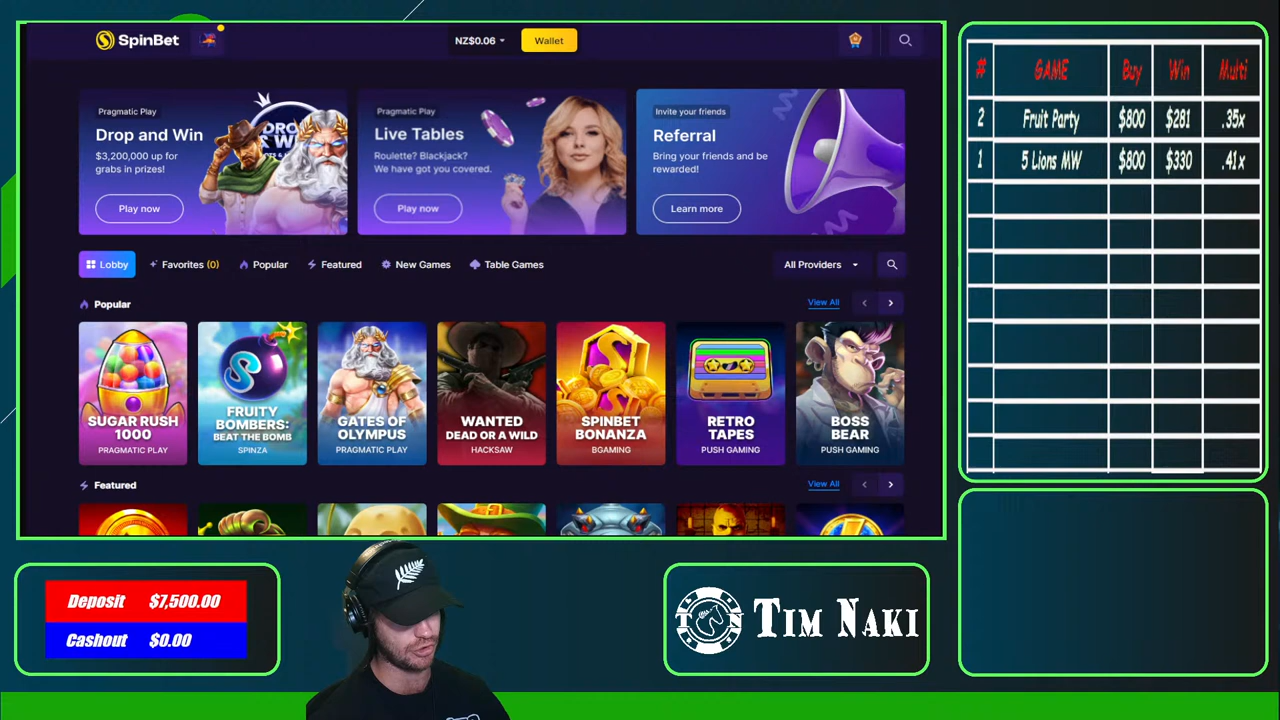 SpinBet
NZ$0.06
Wallet
Pragmatic Play
Drop and Win
$3,200,000 up for
grabs in prizes!
Play now
Pragmatic Play
Live Tables
Roulette? Blackjack?
We have got you covered.
Play now
Invite your friends
Referral
Bring your friends and be
rewarded!
Learn more
Lobby
Favorites (0)
Popular
Featured
New Games
Table Games
All Providers
Popular
View All
SUGAR RUSH
1000
PRAGMATIC PLAY
FRUITY
BOMBERS:
BEAT THE BOMB
SPINZA
GATES OF
OLYMPUS
PRAGMATIC PLAY
WANTED
DEAD OR A WILD
HACKSAW
SPINBET
BONANZA
BGAMING
RETRO
TAPES
PUSH GAMING
BOSS
BEAR
PUSH GAMING
Featured
View All
# GAME Buy Win Multi
2 Fruit Party $800 $281 .35x
1 5 Lions MW $800 $330 .41x
Deposit $7,500.00
Cashout $0.00
TIM NAKI